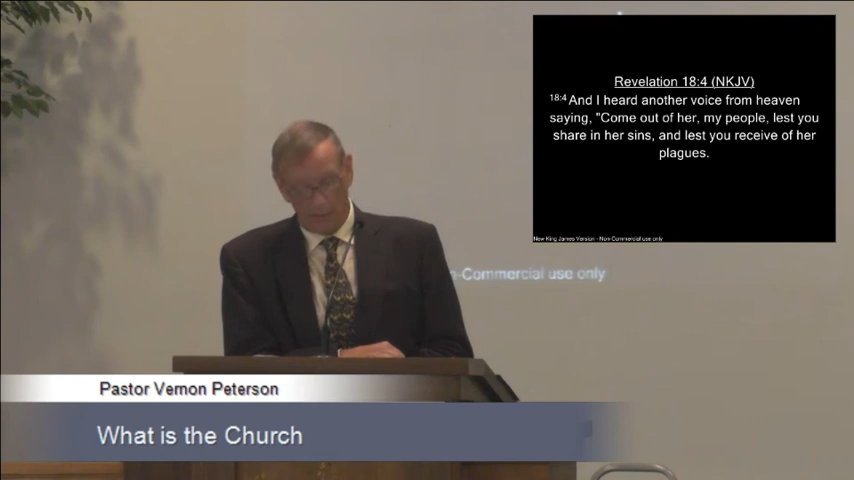 Revelation 18:4 (NKJV)
18:4 And I heard another voice from heaven
saying, "Come out of her, my people, lest you
share in her sins, and lest you receive of her
plagues.
New King James Version - Non-Commercial use only
-Commercial use only
Pastor Vernon Peterson
What is the Church